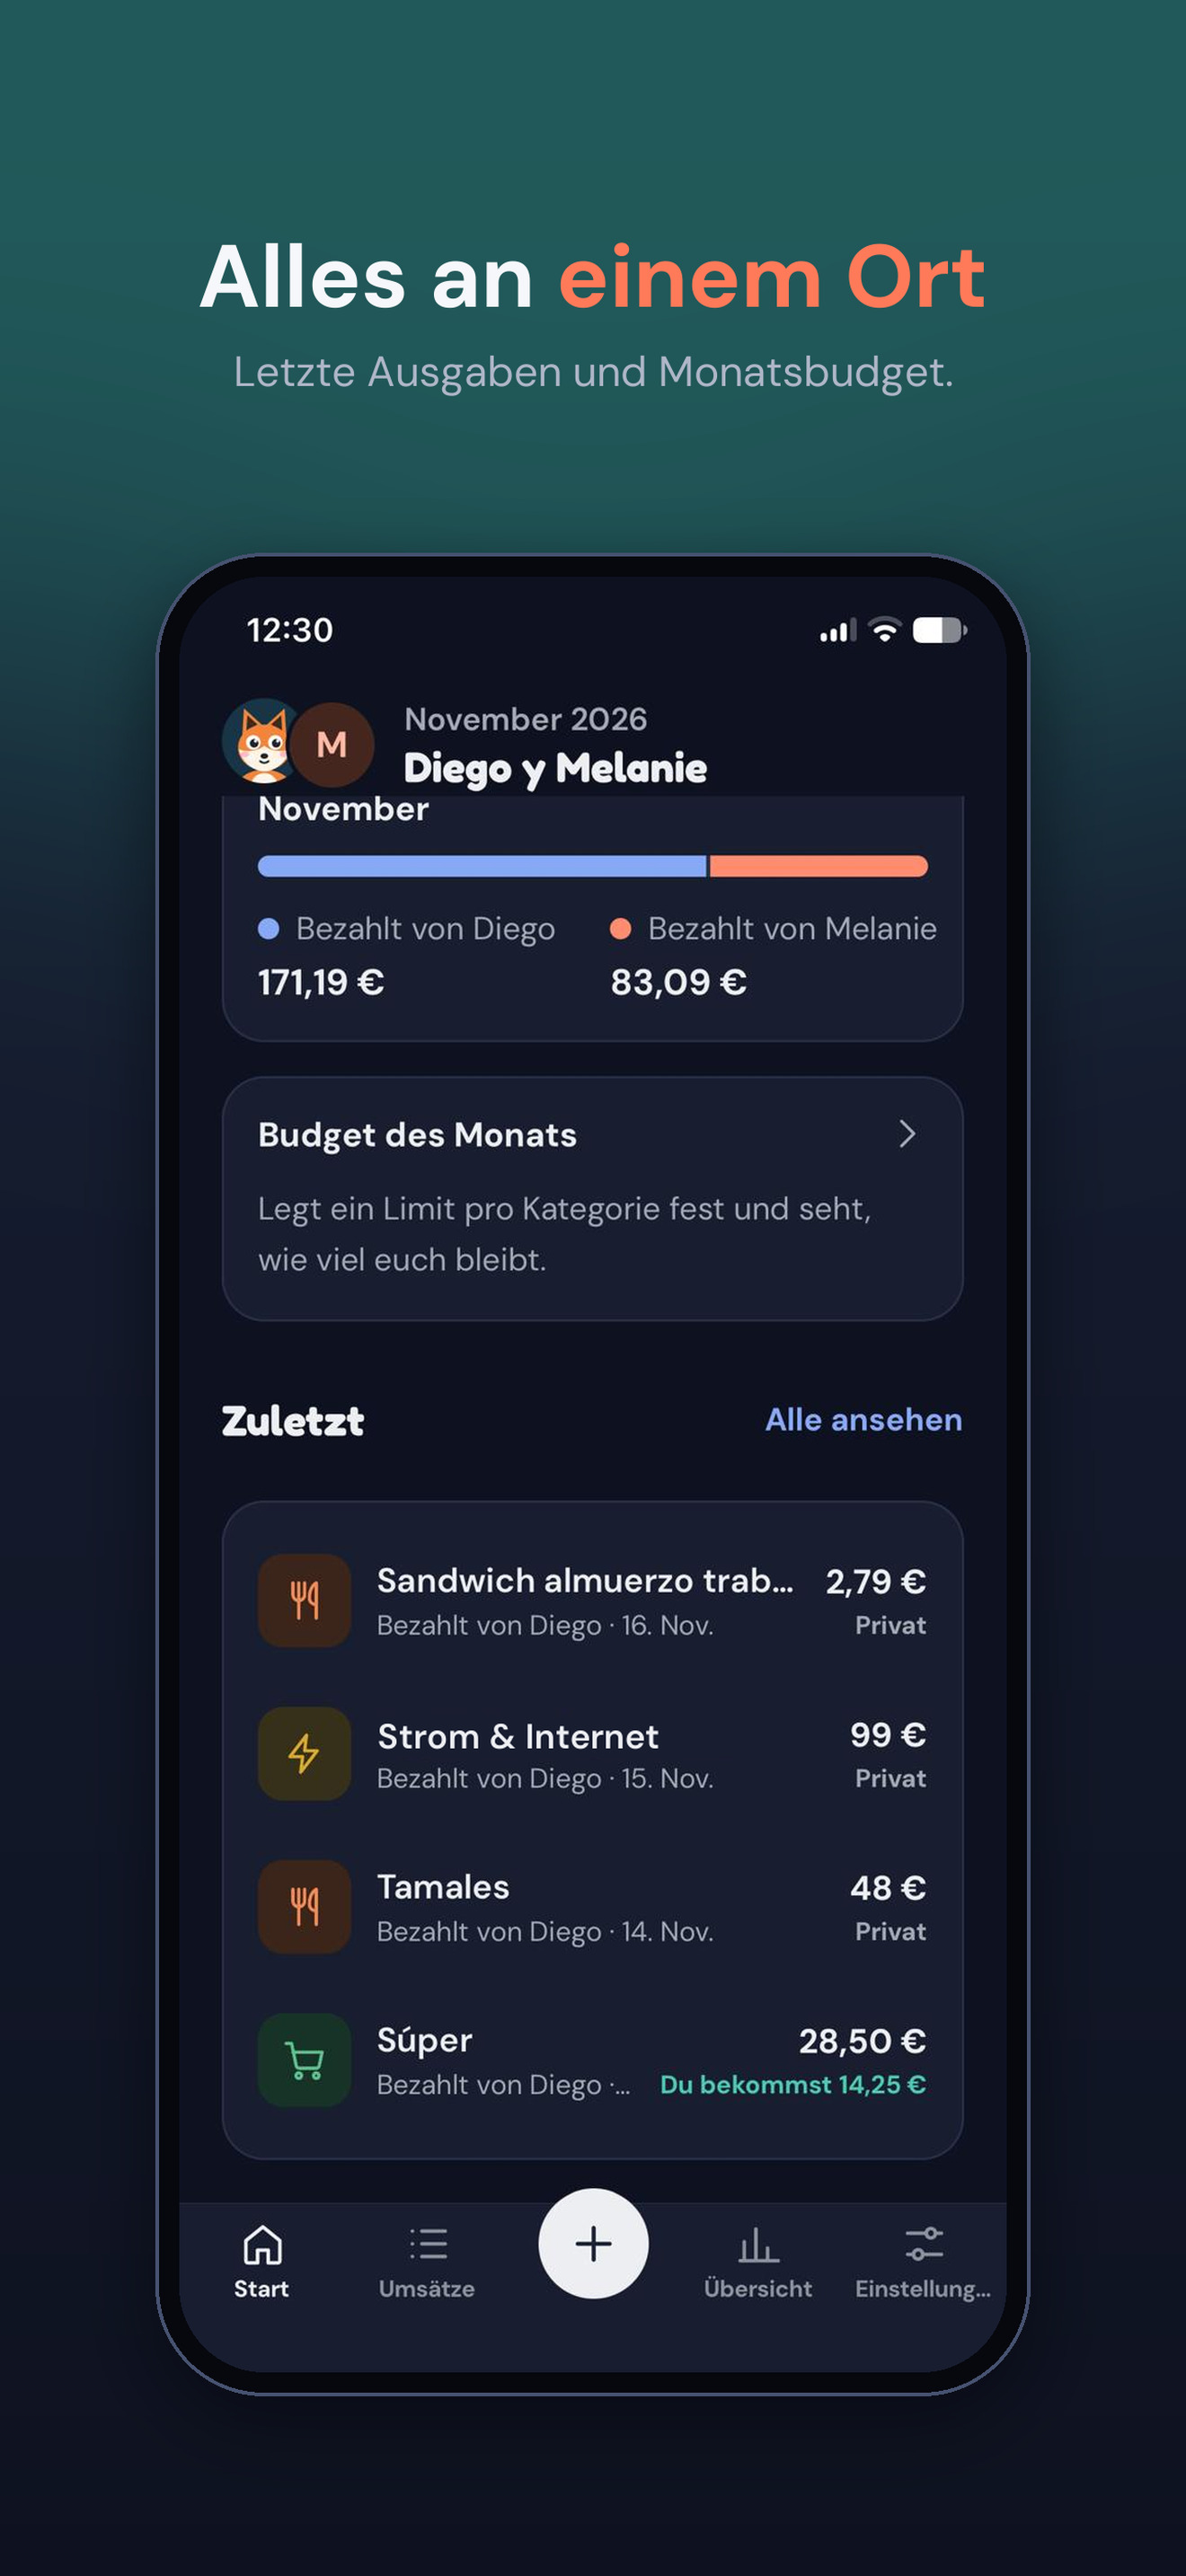 Alles an einem Ort
Letzte Ausgaben und Monatsbudget.
12:30
M
November 2026
Diego y Melanie
November
Bezahlt von Diego
Bezahlt von Melanie
171,19 €
83,09 €
Budget des Monats
Legt ein Limit pro Kategorie fest und seht,
wie viel euch bleibt.
Zuletzt
Alle ansehen
Sandwich almuerzo trab...
2,79 €
Bezahlt von Diego · 16. Nov.
Privat
Strom & Internet
99 €
Bezahlt von Diego · 15. Nov.
Privat
Tamales
48 €
Bezahlt von Diego · 14. Nov.
Privat
Súper
28,50 €
Bezahlt von Diego ·...
Du bekommst 14,25 €
Start
Umsätze
Übersicht
Einstellung...